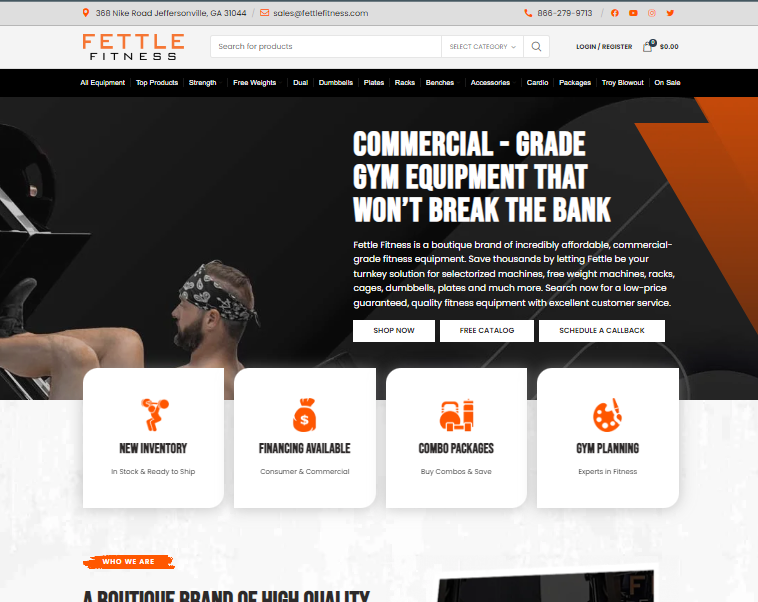 368 Nike Road Jeffersonville, GA 31044 / sales@fettlefitness.com
866-279-9713 /
FETTLE
FITNESS
Search for products
SELECT CATEGORY
LOGIN / REGISTER
0
$0.00
All Equipment Top Products Strength Free Weights Dual Dumbbells Plates Racks Benches Accessories Cardio Packages Troy Blowout On Sale
COMMERCIAL - GRADE
GYM EQUIPMENT THAT
WON'T BREAK THE BANK
Fettle Fitness is a boutique brand of incredibly affordable, commercial-
grade fitness equipment. Save thousands by letting Fettle be your
turnkey solution for selectorized machines, free weight machines, racks,
cages, dumbbells, plates and much more. Search now for a low-price
guaranteed, quality fitness equipment with excellent customer service.
SHOP NOW
FREE CATALOG
SCHEDULE A CALLBACK
$
NEW INVENTORY
In Stock & Ready to Ship
FINANCING AVAILABLE
Consumer & Commercial
COMBO PACKAGES
Buy Combos & Save
GYM PLANNING
Experts in Fitness
WHO WE ARE
A BOUTIQUE BRAND OF HIGH QUALITY
F